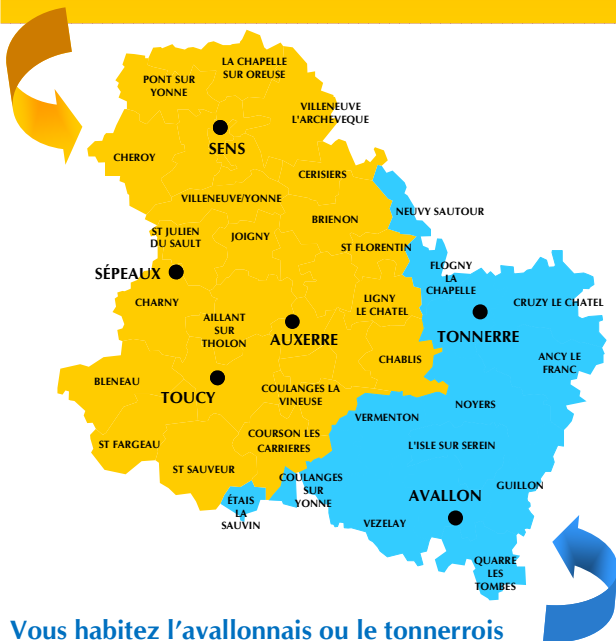 LA CHAPELLE
SUR OREUSE
PONT SUR
YONNE
VILLENEUVE
L'ARCHEVEQUE
SENS
CHEROY
CERISIERS
VILLENEUVE/YONNE
NEUVY SAUTOUR
BRIENON
ST JULIEN
DU SAULT
JOIGNY
ST FLORENTIN
SÉPEAUX
FLOGNY
LA
CHAPELLE
CHARNY
LIGNY
LE CHATEL
CRUZY LE CHATEL
AILLANT
SUR
THOLON
AUXERRE
TONNERRE
CHABLIS
ANCY LE
FRANC
BLENEAU
TOUCY
COULANGES LA
VINEUSE
NOYERS
VERMENTON
ST FARGEAU
COURSON LES
CARRIERES
L'ISLE SUR SEREIN
ST SAUVEUR
COULANGES
SUR
YONNE
GUILLON
AVALLON
ÉTAIS
LA
SAUVIN
VEZELAY
QUARRE
LES
TOMBES
Vous habitez l'avallonnais ou le tonnerrois